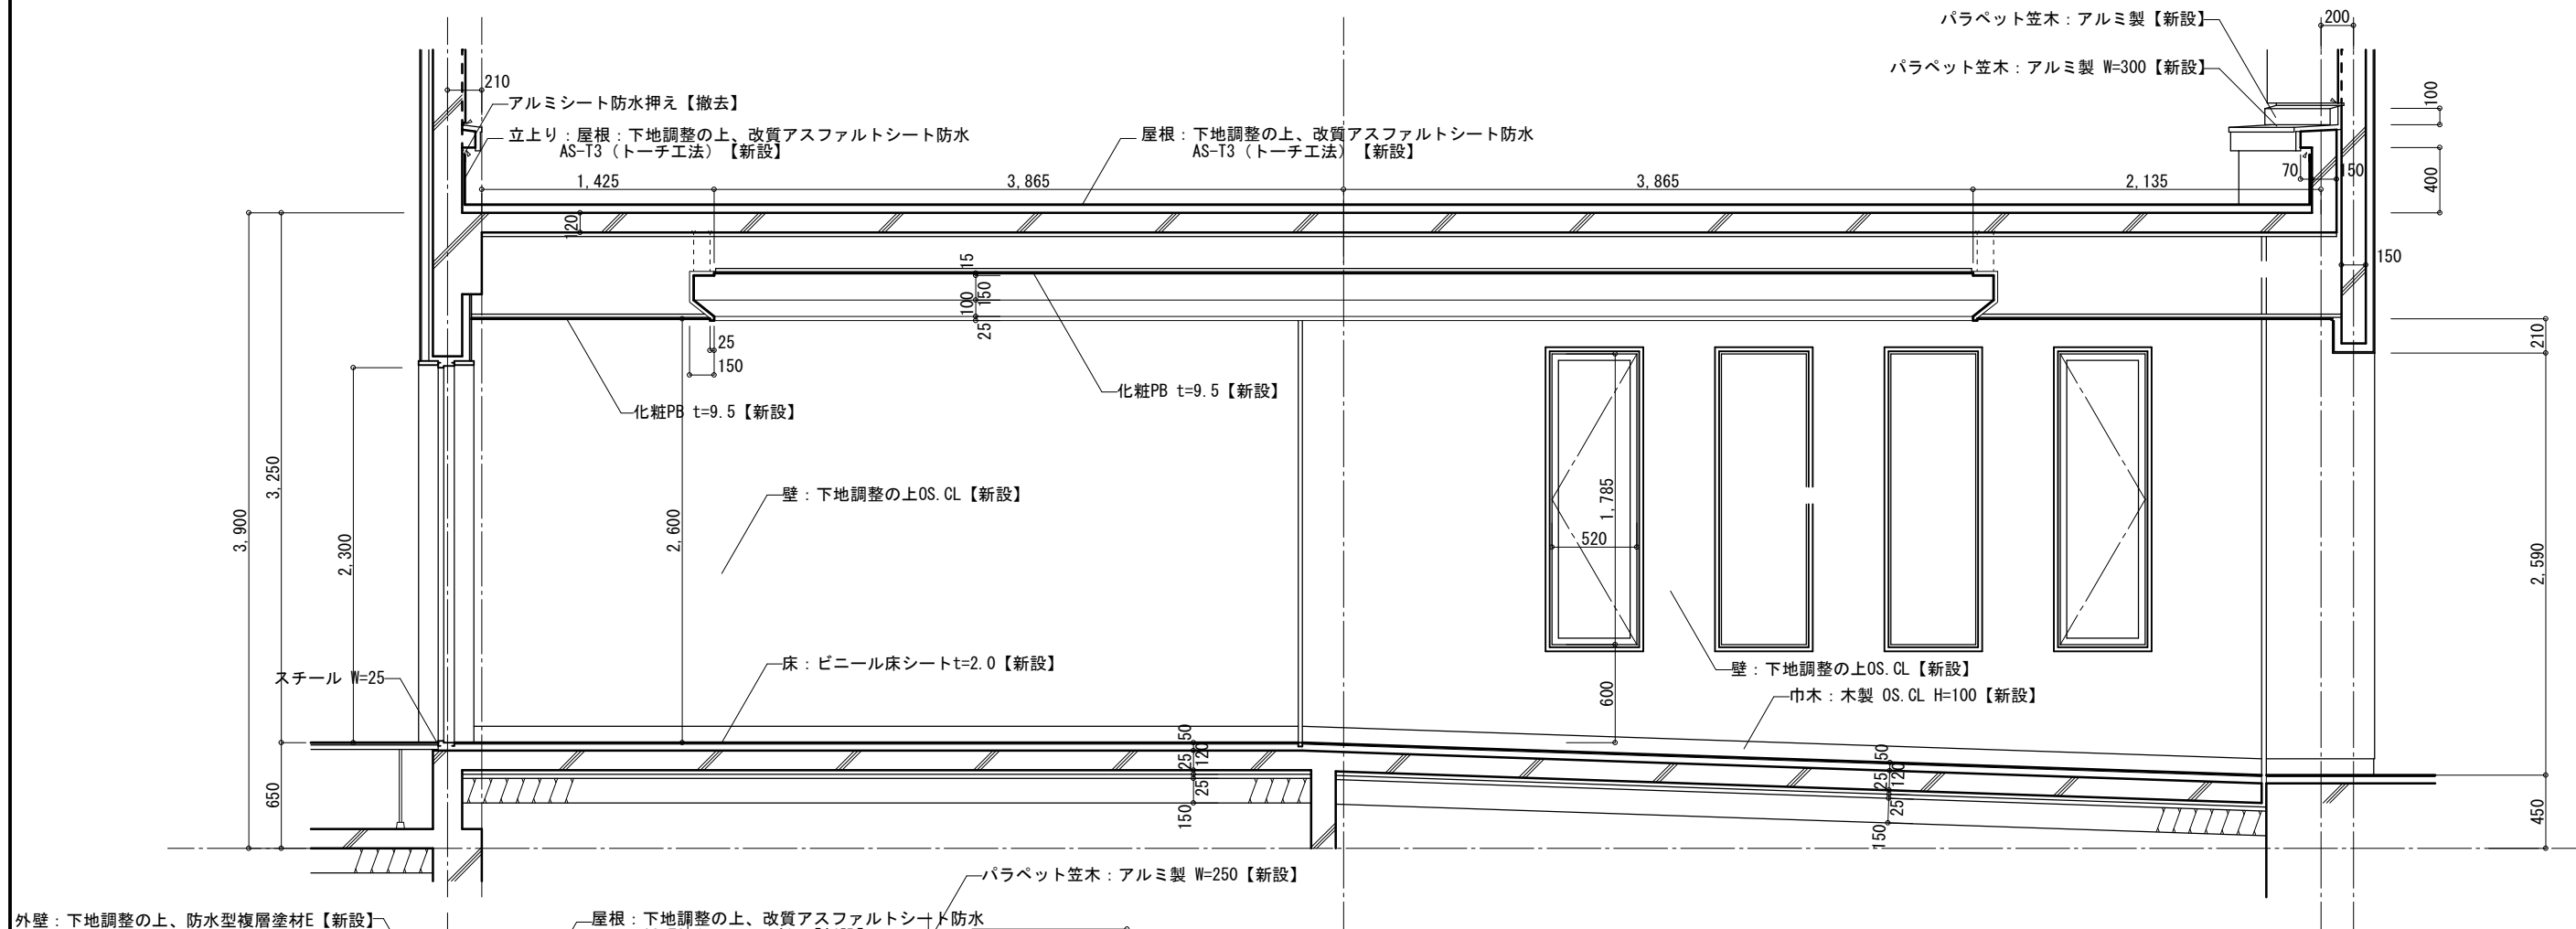 パラペット笠木：アルミ製【新設】
200
パラペット笠木：アルミ製 W=300【新設】
210
アルミシート防水押え【撤去】
100
立上り：屋根：下地調整の上、改質アスファルトシート防水
AS-T3（トーチ工法）【新設】
屋根：下地調整の上、改質アスファルトシート防水
AS-T3（トーチ工法）【新設】
1,425
3,865
3,865
2,135
70
150
400
120
15
150
100
25
150
25
150
210
化粧PB t=9.5【新設】
化粧PB t=9.5【新設】
3,900
3,250
2,300
2,600
壁：下地調整の上OS.CL【新設】
1,785
520
2,590
床：ビニール床シートt=2.0【新設】
スチール W=25
壁：下地調整の上OS.CL【新設】
600
巾木：木製 OS.CL H=100【新設】
50
120
25
25
150
50
120
25
25
150
650
450
パラペット笠木：アルミ製 W=250【新設】
外壁：下地調整の上、防水型複層塗材E【新設】
屋根：下地調整の上、改質アスファルトシート防水